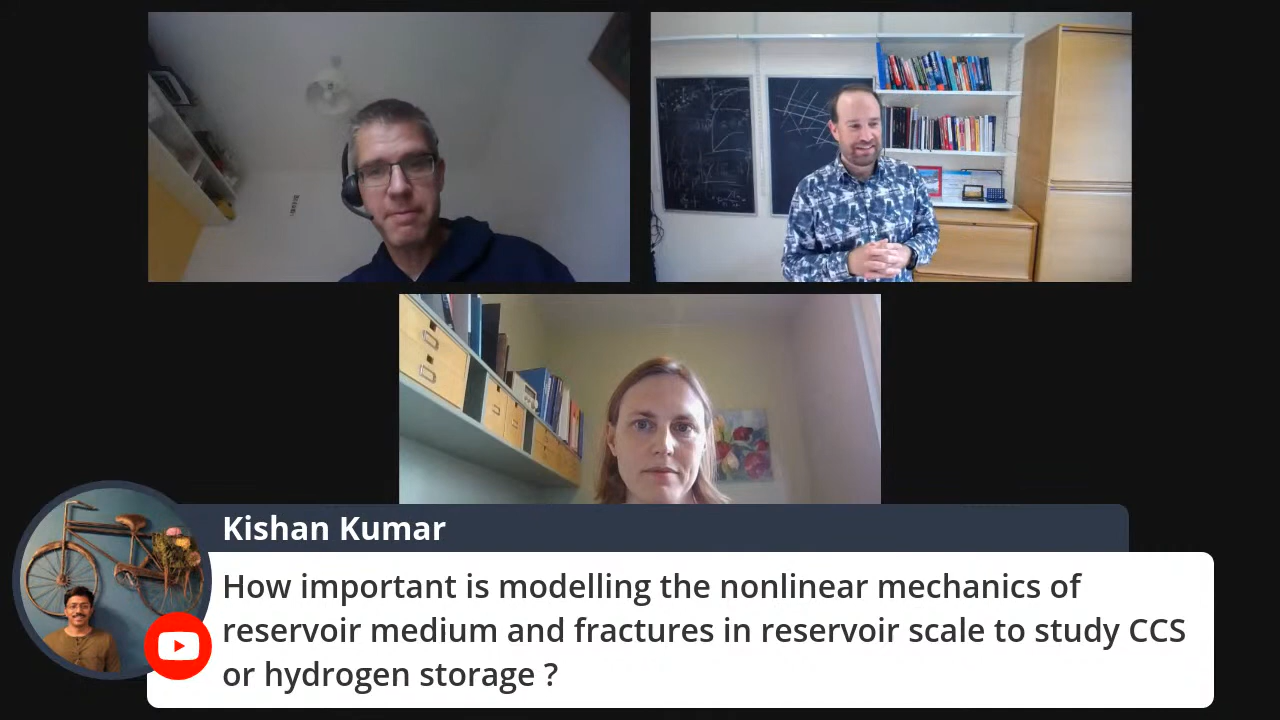 Kishan Kumar
How important is modelling the nonlinear mechanics of
reservoir medium and fractures in reservoir scale to study CCS
or hydrogen storage ?